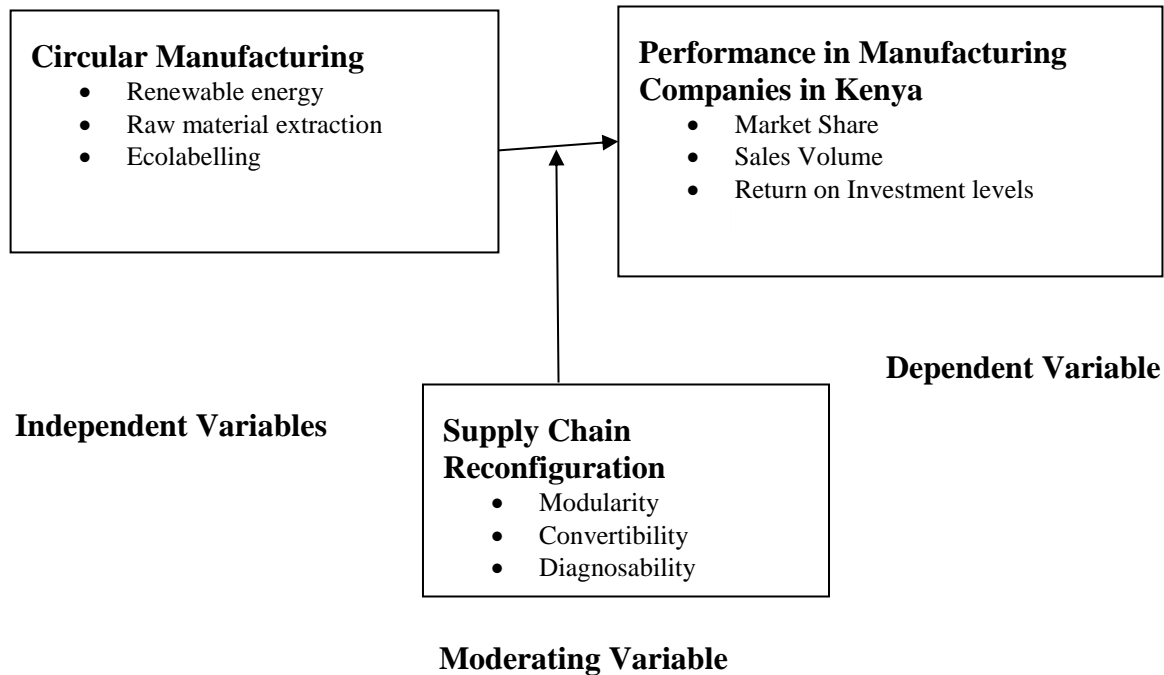 Circular Manufacturing
• Renewable energy
• Raw material extraction
• Ecolabelling
Performance in Manufacturing
Companies in Kenya
• Market Share
• Sales Volume
• Return on Investment levels
Independent Variables
Dependent Variable
Supply Chain
Reconfiguration
• Modularity
• Convertibility
• Diagnosability
Moderating Variable